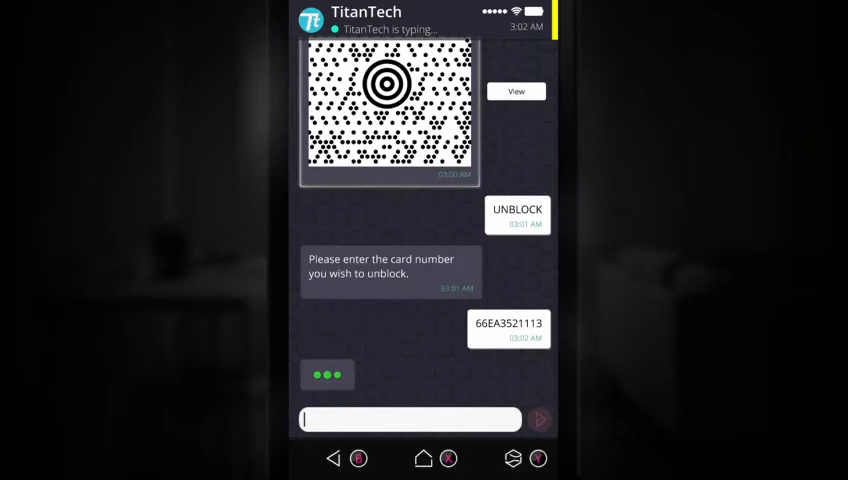 TitanTech
Tt
TitanTech is typing...
3:02 AM
View
03:00 AM
UNBLOCK
03:01 AM
Please enter the card number
you wish to unblock.
03:01 AM
66EA3521113
03:02 AM
B
X
Y